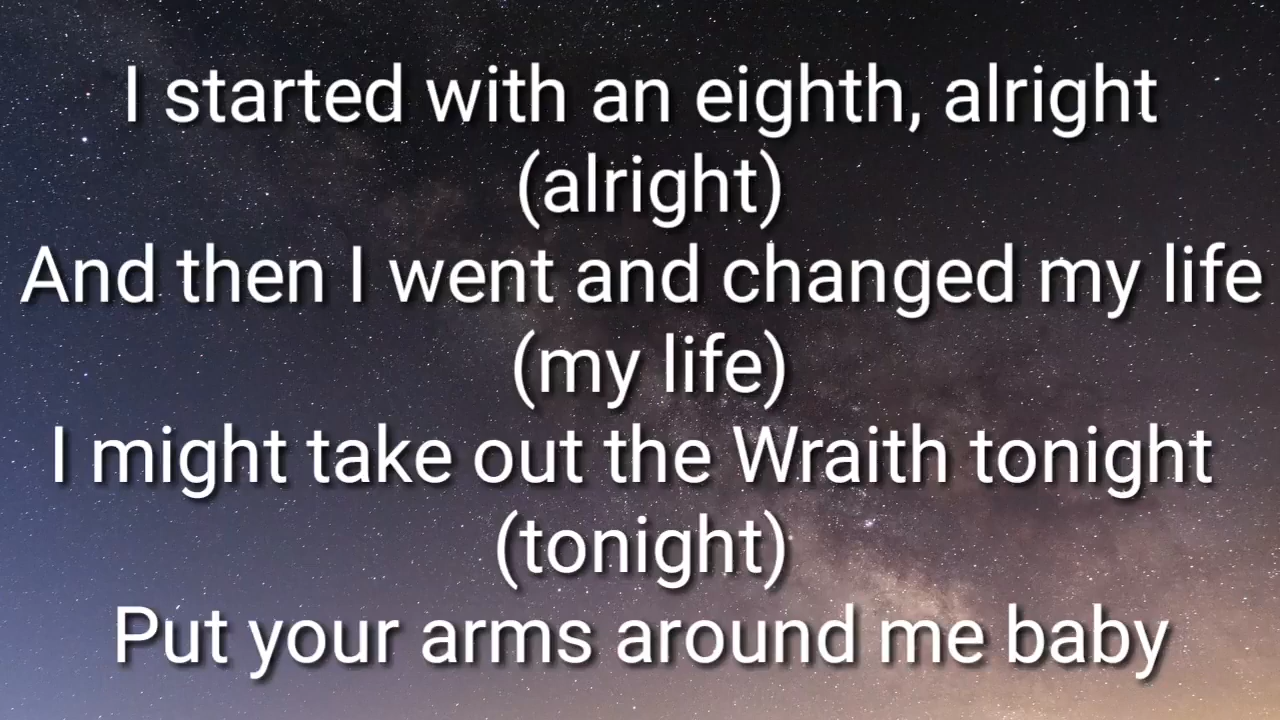 I started with an eighth, alright
(alright)
And then I went and changed my life
(my life)
I might take out the Wraith tonight
(tonight)
Put your arms around me baby